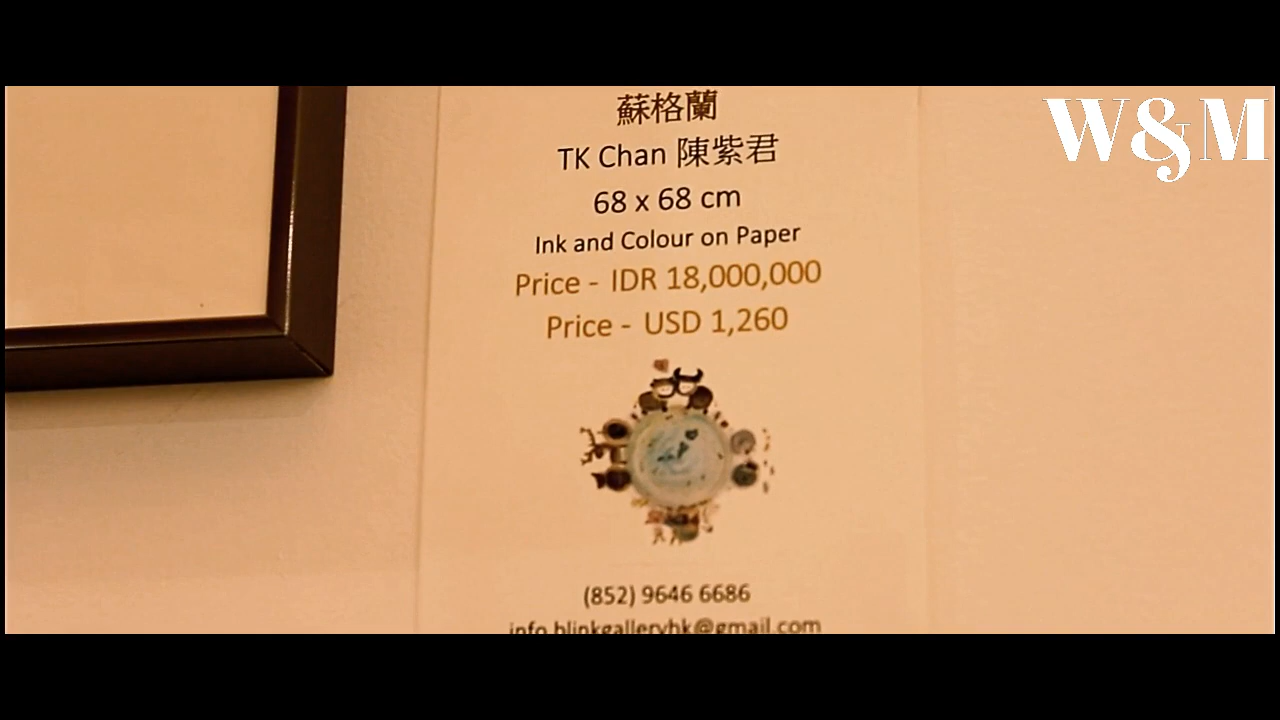 W&M
蘇格蘭
TK Chan 陳紫君
68 x 68 cm
Ink and Colour on Paper
Price - IDR 18,000,000
Price - USD 1,260
(852) 9646 6686
info.blinkgalleryhk@gmail.com